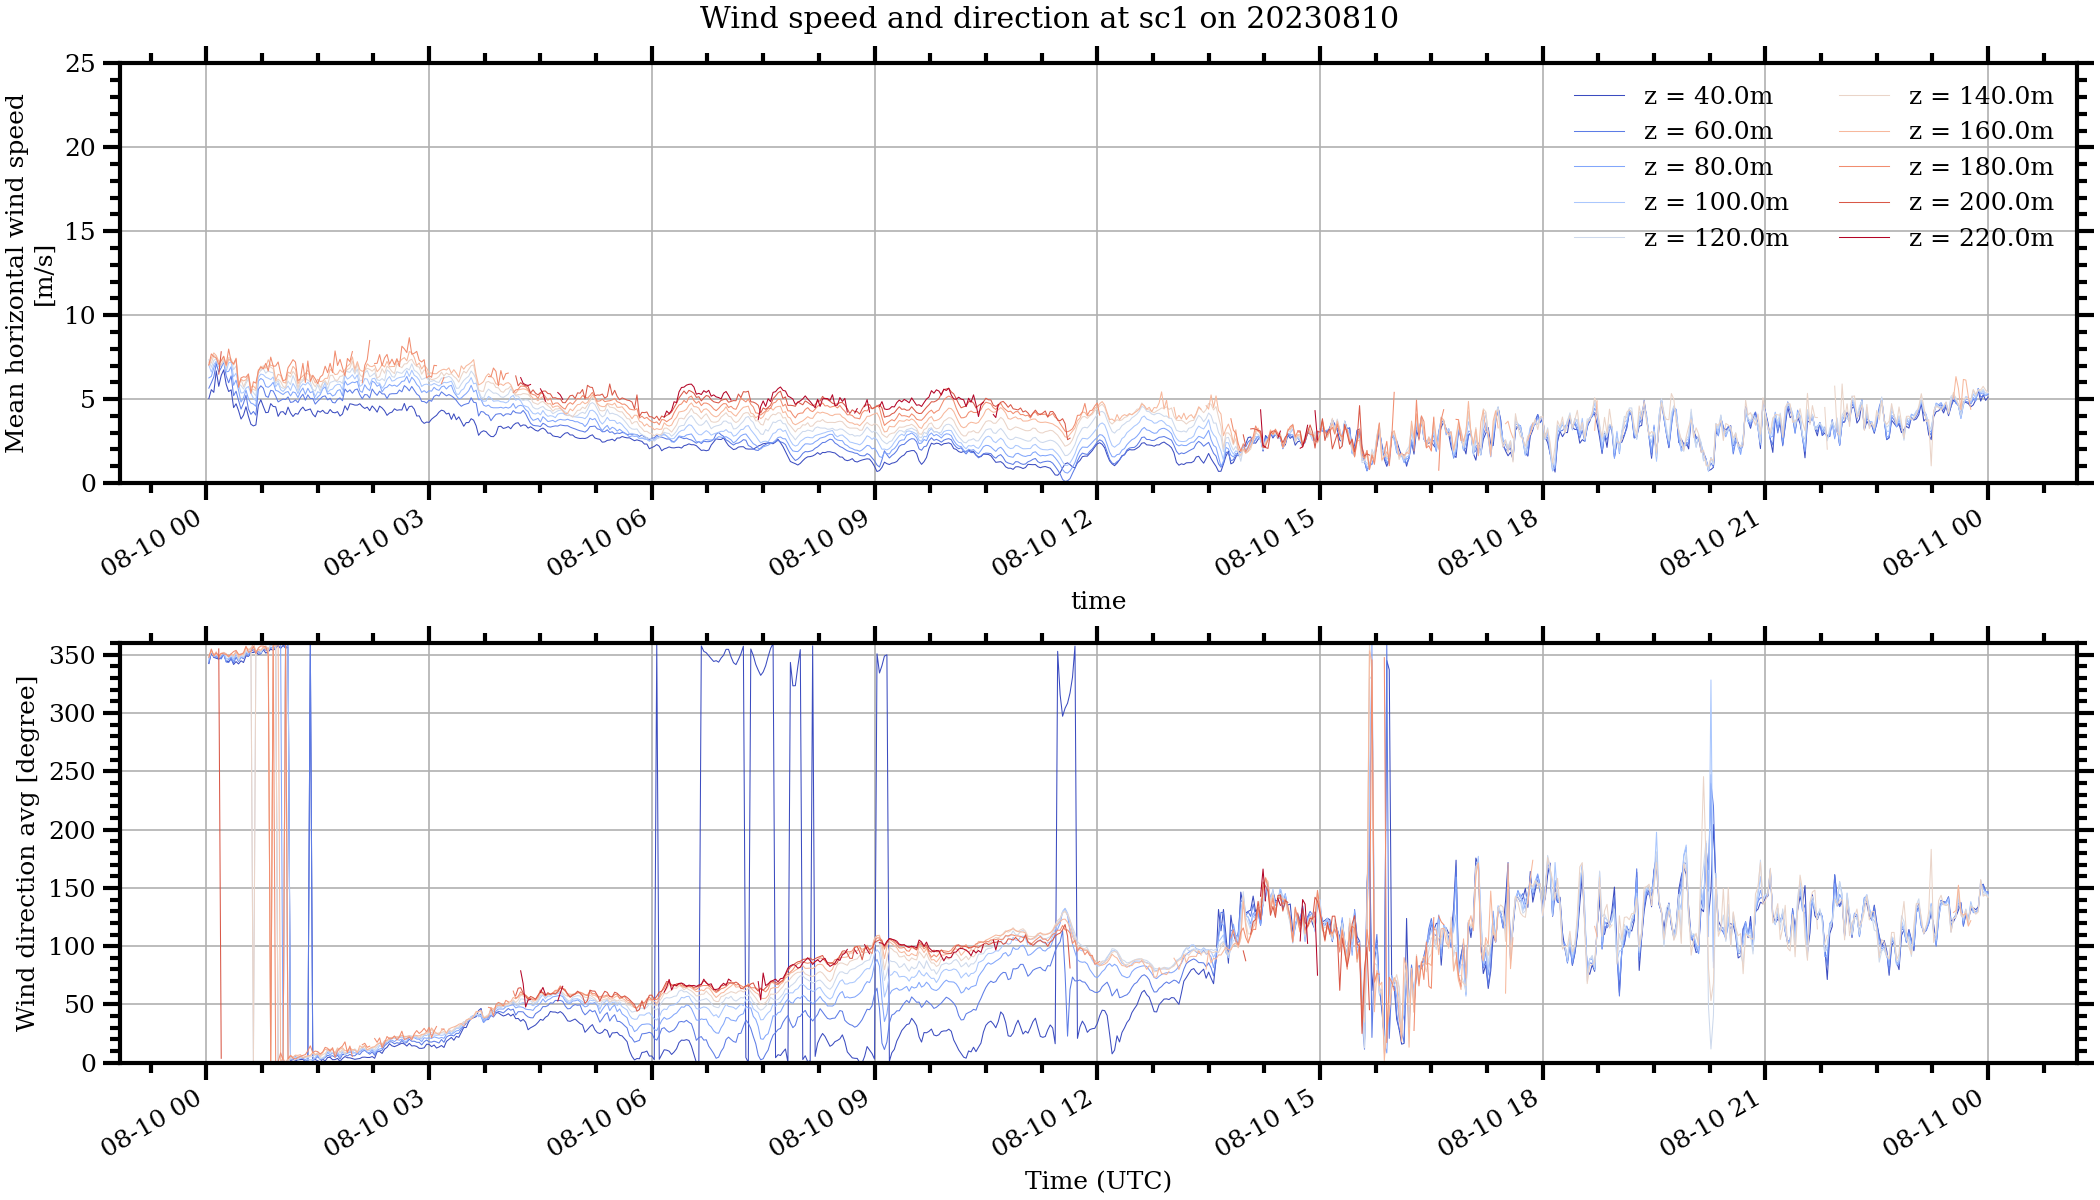 Wind speed and direction at sc1 on 20230810
Mean horizontal wind speed
[m/s]
25
20
15
10
5
0
z = 40.0m
z = 60.0m
z = 80.0m
z = 100.0m
z = 120.0m
z = 140.0m
z = 160.0m
z = 180.0m
z = 200.0m
z = 220.0m
08-10 00
08-10 03
08-10 06
08-10 09
08-10 12
08-10 15
08-10 18
08-10 21
08-11 00
time
Wind direction avg [degree]
350
300
250
200
150
100
50
0
08-10 00
08-10 03
08-10 06
08-10 09
08-10 12
08-10 15
08-10 18
08-10 21
08-11 00
Time (UTC)